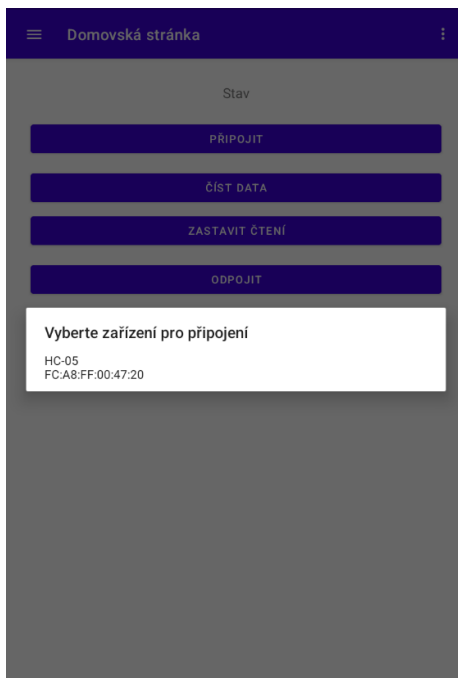 Domovská stránka
Stav
PŘIPOJIT
ČÍST DATA
ZASTAVIT ČTENÍ
ODPOJIT
Vyberte zařízení pro připojení
HC-05
FC:A8:FF:00:47:20